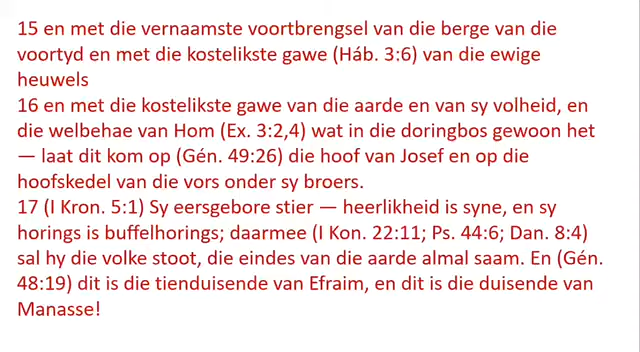 15 en met die vernaamste voortbrengsel van die berge van die
voortyd en met die kostelikste gawe (Háb. 3:6) van die ewige
heuwels
16 en met die kostelikste gawe van die aarde en van sy volheid, en
die welbehae van Hom (Ex. 3:2,4) wat in die doringbos gewoon het
— laat dit kom op (Gén. 49:26) die hoof van Josef en op die
hoofskedel van die vors onder sy broers.
17 (I Kron. 5:1) Sy eersgebore stier — heerlikheid is syne, en sy
horings is buffelhorings; daarmee (I Kon. 22:11; Ps. 44:6; Dan. 8:4)
sal hy die volke stoot, die eindes van die aarde almal saam. En (Gén.
48:19) dit is die tienduisende van Efraim, en dit is die duisende van
Manasse!